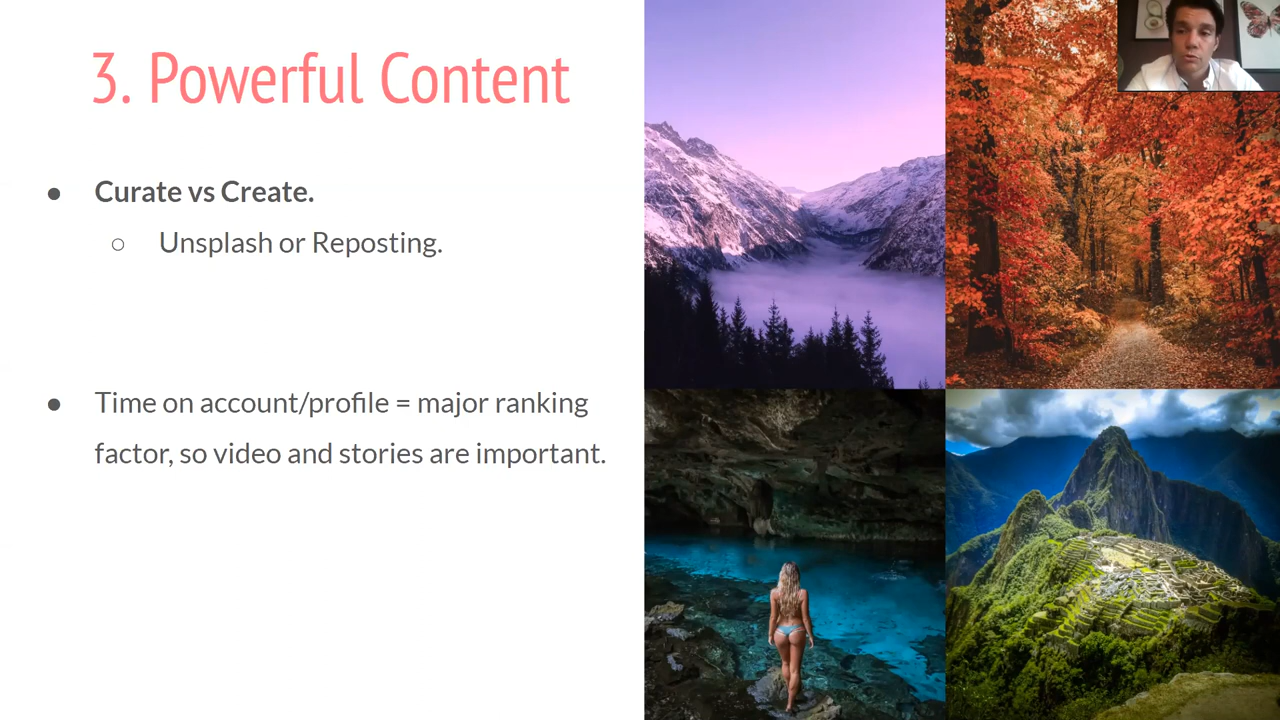 3. Powerful Content
● Curate vs Create.
○ Unsplash or Reposting.
● Time on account/profile = major ranking
factor, so video and stories are important.